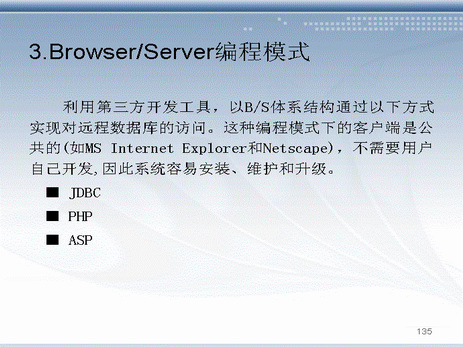 3.Browser/Server编程模式
利用第三方开发工具，以B/S体系结构通过以下方式
实现对远程数据库的访问。这种编程模式下的客户端是公
共的(如MS Internet Explorer和Netscape)，不需要用户
自己开发,因此系统容易安装、维护和升级。
■ JDBC
■ PHP
■ ASP
135